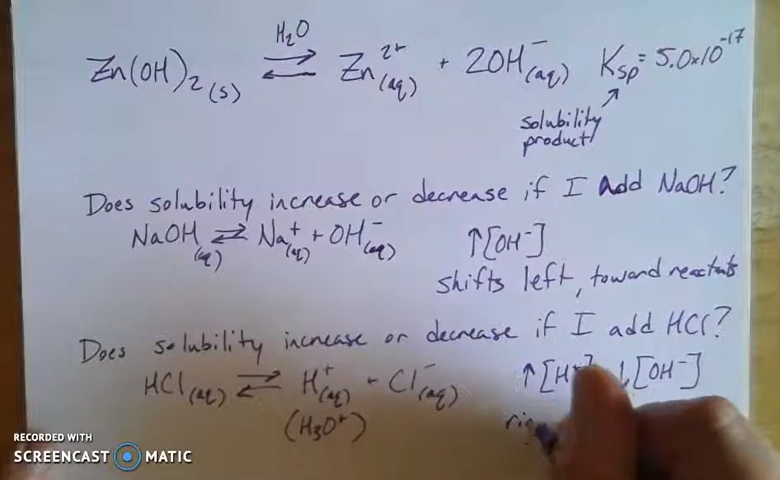 H₂O
Zn(OH)₂(s) ⇌ Zn²⁺(aq) + 2OH⁻(aq) Ksp = 5.0x10⁻¹⁷
solubility
product
Does solubility increase or decrease if I add NaOH?
NaOH(aq) ⇌ Na⁺(aq) + OH⁻(aq) ↑[OH⁻]
shifts left, toward reactants
Does solubility increase or decrease if I add HCl?
HCl(aq) ⇌ H⁺(aq) + Cl⁻(aq) ↑[H⁺] ↓[OH⁻]
(H₃O⁺)
RECORDED WITH
SCREENCAST MATIC